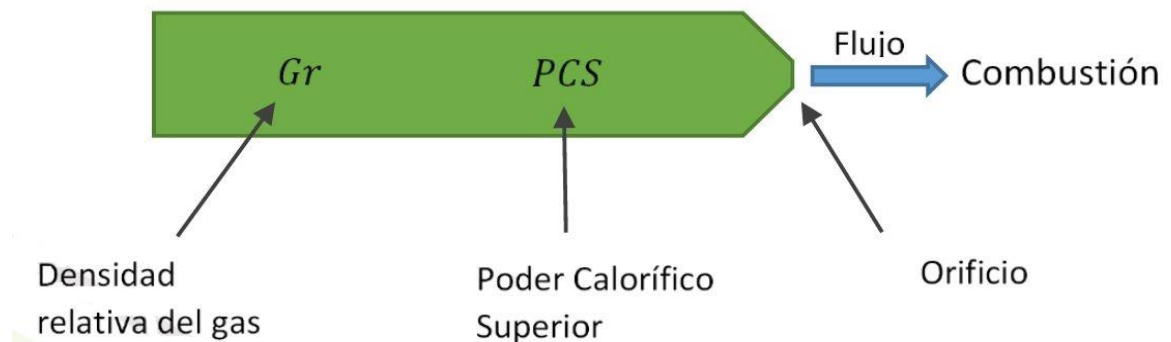 Gr
PCS
Flujo
Combustión
Densidad
relativa del gas
Poder Calorífico
Superior
Orificio